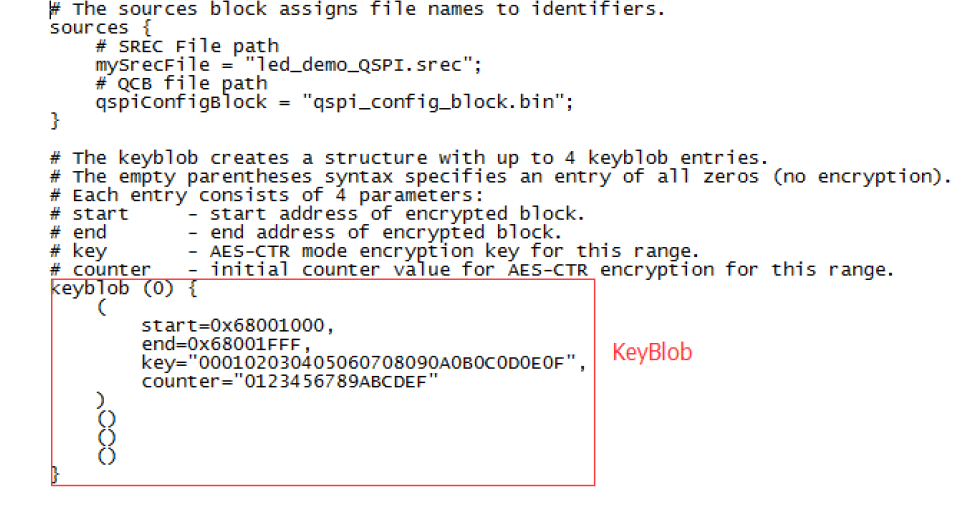 # The sources block assigns file names to identifiers.
sources {
    # SREC File path
    mySrecFile = "led_demo_QSPI.srec";
    # QCB file path
    qspiConfigBlock = "qspi_config_block.bin";
}
# The keyblob creates a structure with up to 4 keyblob entries.
# The empty parentheses syntax specifies an entry of all zeros (no encryption).
# Each entry consists of 4 parameters:
# start     - start address of encrypted block.
# end       - end address of encrypted block.
# key       - AES-CTR mode encryption key for this range.
# counter   - initial counter value for AES-CTR encryption for this range.
keyblob (0) {
    (
        start=0x68001000,
        end=0x68001FFF,
        key="000102030405060708090A0B0C0D0E0F",
        counter="0123456789ABCDEF"
    )
    ()
    ()
    ()
}
KeyBlob